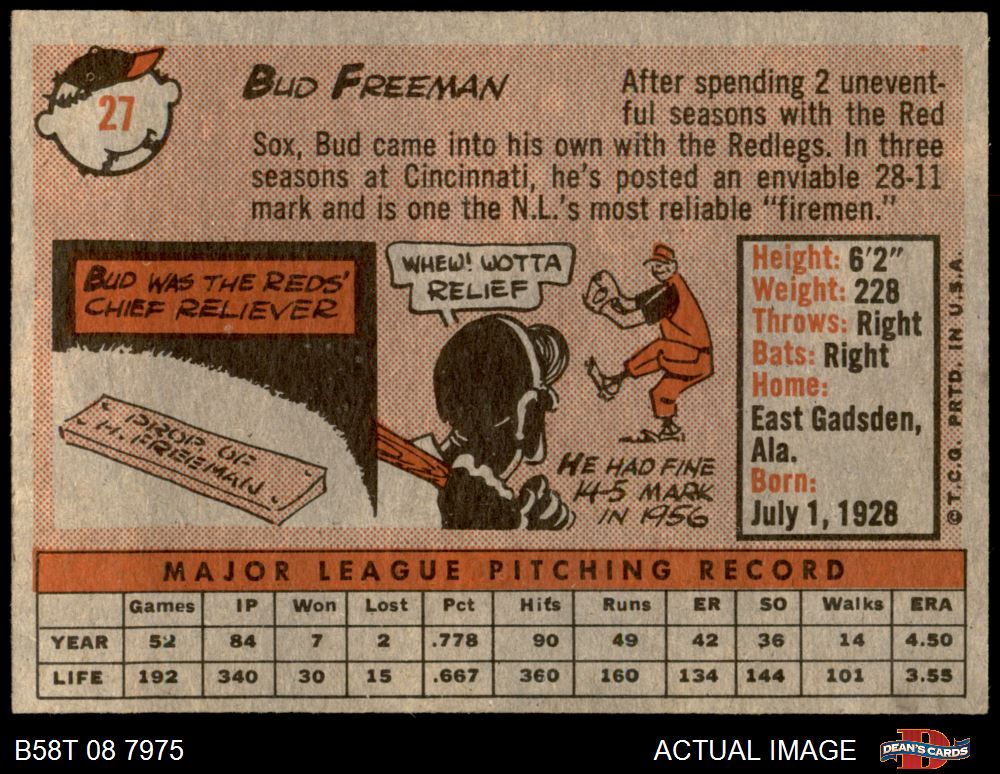 27
BUD FREEMAN
After spending 2 unevent-
ful seasons with the Red
Sox, Bud came into his own with the Redlegs. In three
seasons at Cincinnati, he's posted an enviable 28-11
mark and is one the N.L.'s most reliable "firemen."
BUD WAS THE REDS'
CHIEF RELIEVER
PROP. OF
H. FREEMAN
WHEW! WOTTA
RELIEF
HE HAD FINE
14-5 MARK
IN 1956
Height: 6'2"
Weight: 228
Throws: Right
Bats: Right
Home:
East Gadsden,
Ala.
Born:
July 1, 1928
© T.C.G. PRTD. IN U.S.A.
MAJOR LEAGUE PITCHING RECORD
Games IP Won Lost Pct Hits Runs ER SO Walks ERA
YEAR 52 84 7 2 .778 90 49 42 36 14 4.50
LIFE 192 340 30 15 .667 360 160 134 144 101 3.55
B58T 08 7975
ACTUAL IMAGE
DEAN'S CARDS